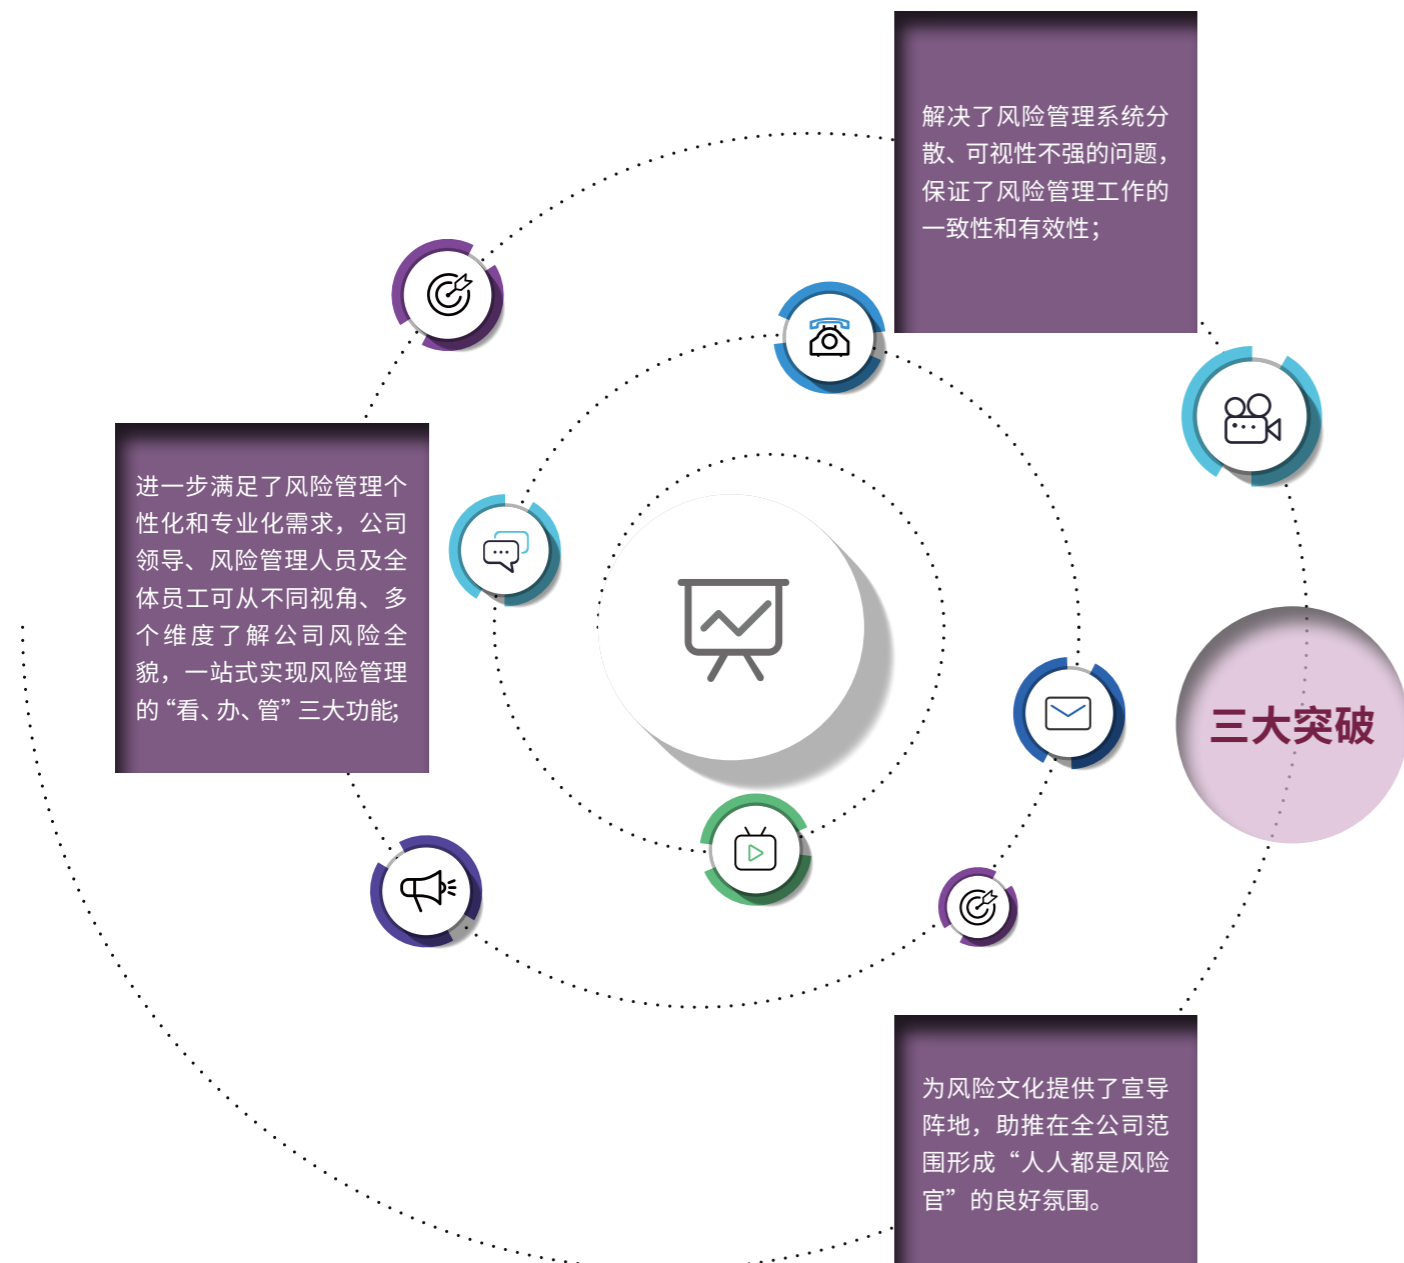 解决了风险管理系统分
散、可视性不强的问题，
保证了风险管理工作的
一致性和有效性；
进一步满足了风险管理个
性化和专业化需求，公司
领导、风险管理人员及全
体员工可从不同视角、多
个维度了解公司风险全
貌，一站式实现风险管理
的“看、办、管”三大功能；
三大突破
为风险文化提供了宣导
阵地，助推在全公司范
围形成“人人都是风险
官”的良好氛围。